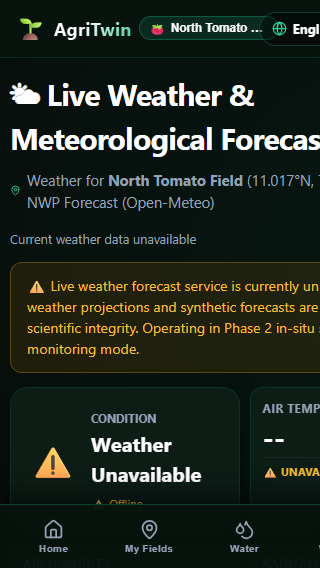 AgriTwin
North Tomato ...
Engl
Live Weather &
Meteorological Forecas
Weather for North Tomato Field (11.017°N,
NWP Forecast (Open-Meteo)
Current weather data unavailable
Live weather forecast service is currently un
weather projections and synthetic forecasts are
scientific integrity. Operating in Phase 2 in-situ
monitoring mode.
CONDITION
Weather
Unavailable
Offline
AIR TEMP
--
UNAVA
Home
My Fields
Water